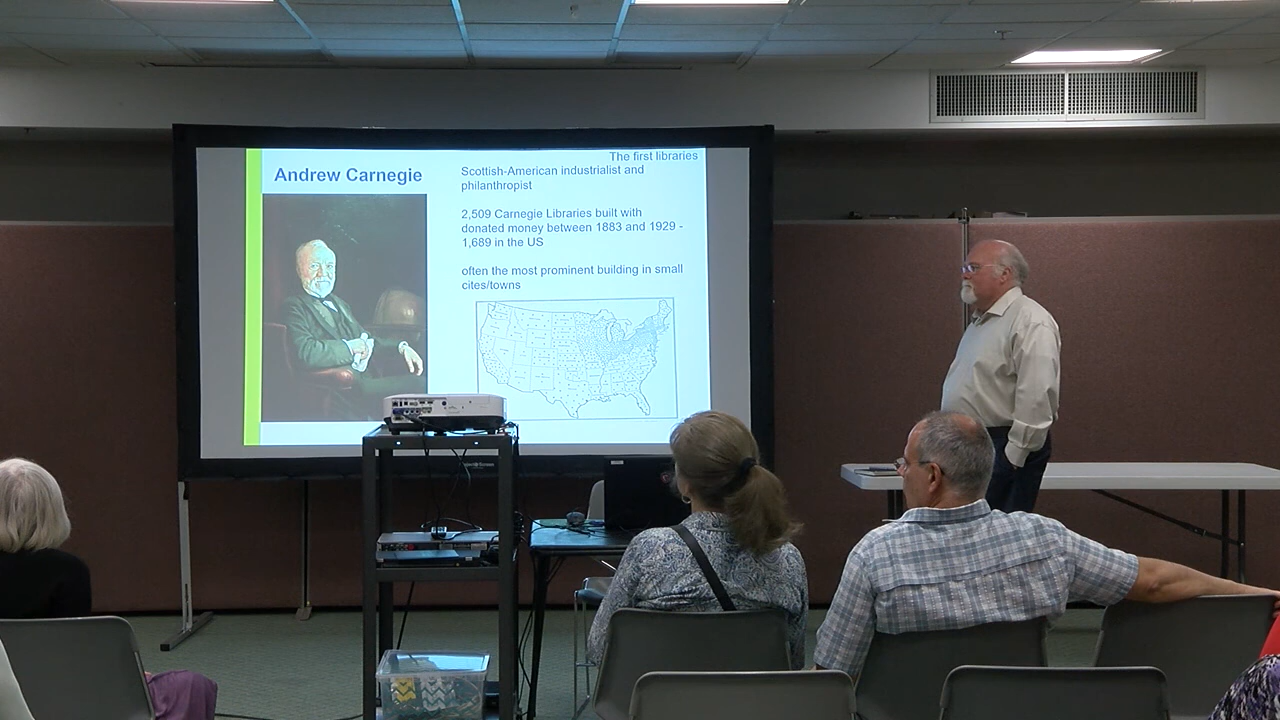 The first libraries
Andrew Carnegie
Scottish-American industrialist and
philanthropist
2,509 Carnegie Libraries built with
donated money between 1883 and 1929 -
1,689 in the US
often the most prominent building in small
cites/towns